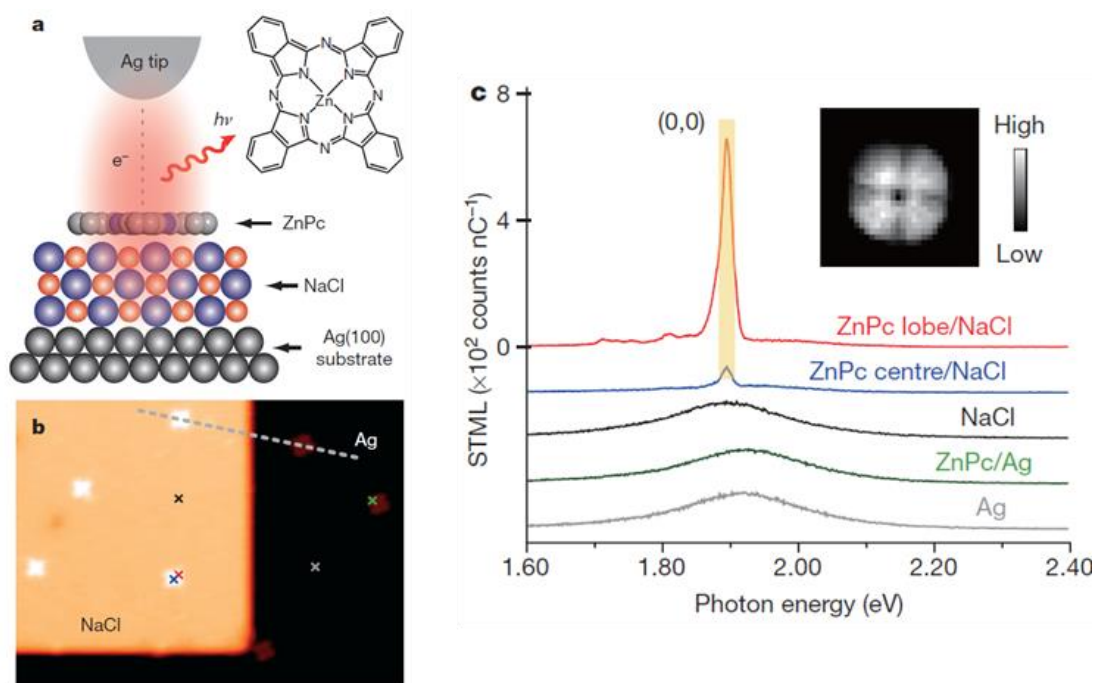 a
Ag tip
hν
e⁻
N
N
N
N
Zn
N
N
N
N
ZnPc
NaCl
Ag(100)
substrate
b
Ag
NaCl
c
8
4
0
STML (×10² counts nC⁻¹)
(0,0)
High
Low
ZnPc lobe/NaCl
ZnPc centre/NaCl
NaCl
ZnPc/Ag
Ag
1.60
1.80
2.00
2.20
2.40
Photon energy (eV)